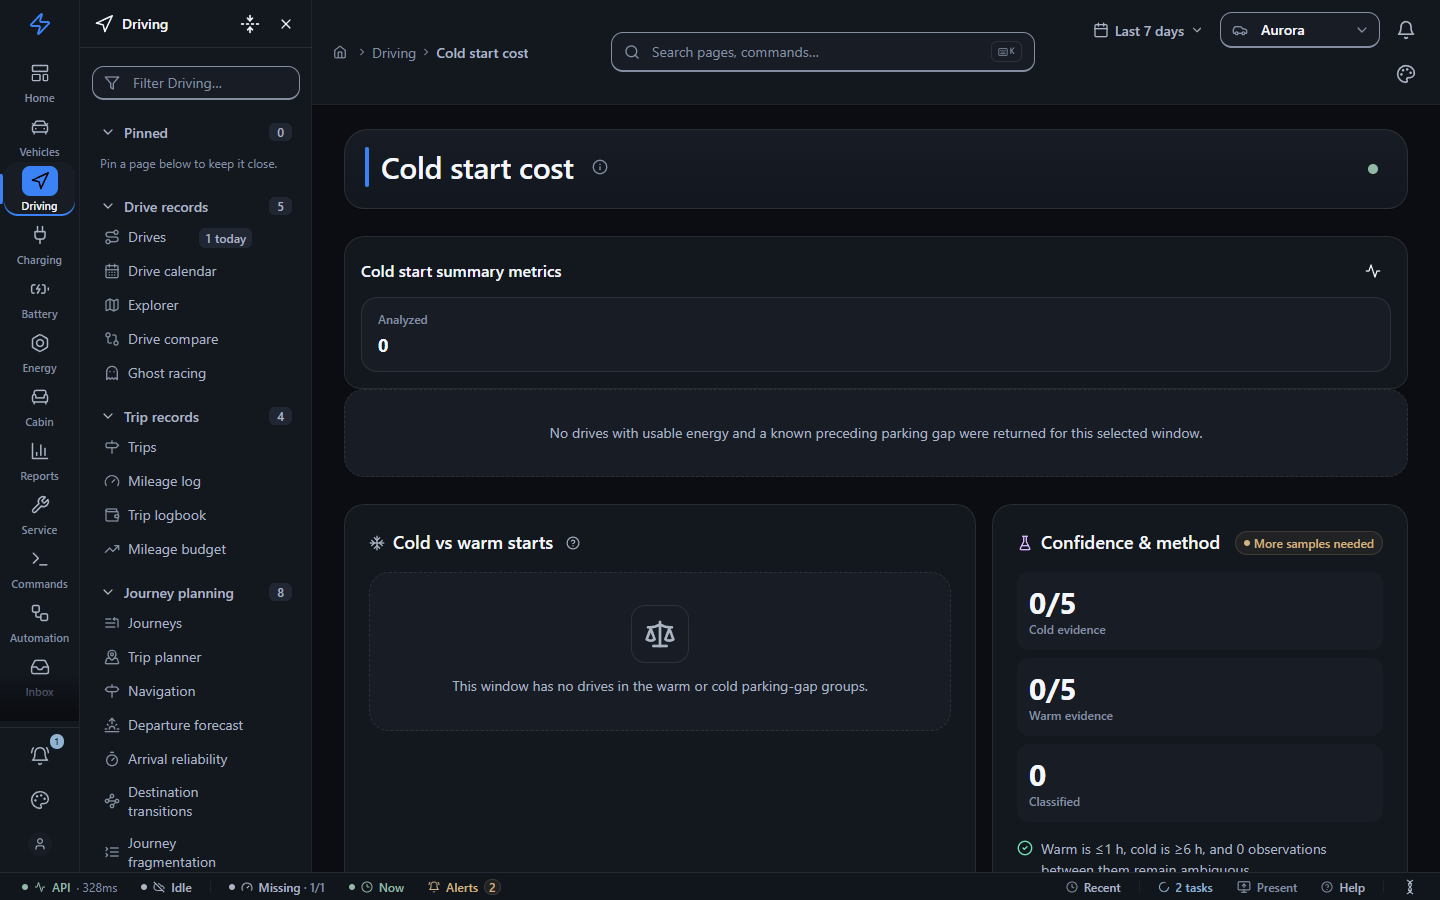 Home
Vehicles
Driving
Charging
Battery
Energy
Cabin
Reports
Service
Commands
Automation
Inbox
1
Driving
Filter Driving...
Pinned 0
Pin a page below to keep it close.
Drive records 5
Drives 1 today
Drive calendar
Explorer
Drive compare
Ghost racing
Trip records 4
Trips
Mileage log
Trip logbook
Mileage budget
Journey planning 8
Journeys
Trip planner
Navigation
Departure forecast
Arrival reliability
Destination
transitions
Journey
fragmentation
Driving Cold start cost
Search pages, commands... K
Last 7 days
Aurora
Cold start cost
Cold start summary metrics
Analyzed
0
No drives with usable energy and a known preceding parking gap were returned for this selected window.
Cold vs warm starts
This window has no drives in the warm or cold parking-gap groups.
Confidence & method More samples needed
0/5
Cold evidence
0/5
Warm evidence
0
Classified
Warm is ≤1 h, cold is ≥6 h, and 0 observations
between them remain ambiguous
API · 328ms Idle Missing · 1/1 Now Alerts 2 Recent 2 tasks Present Help